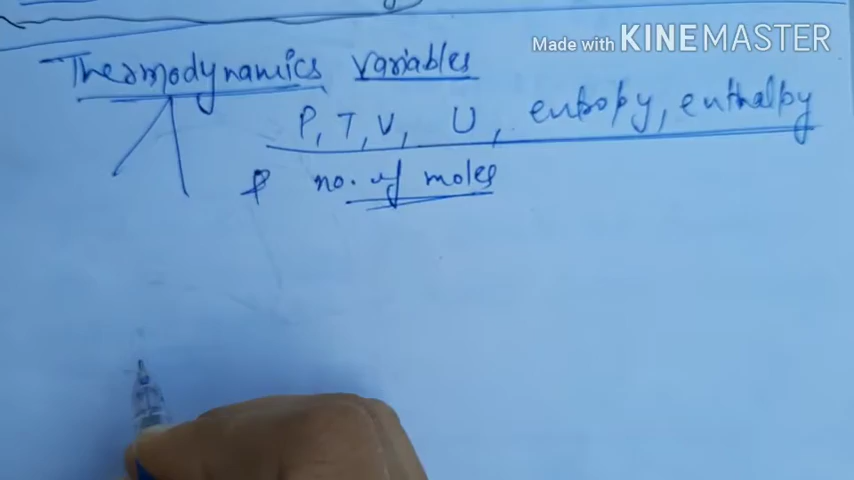 Made with KINEMASTER
Thermodynamics variables
P, T, V, U, entropy, enthalpy
no. of moles